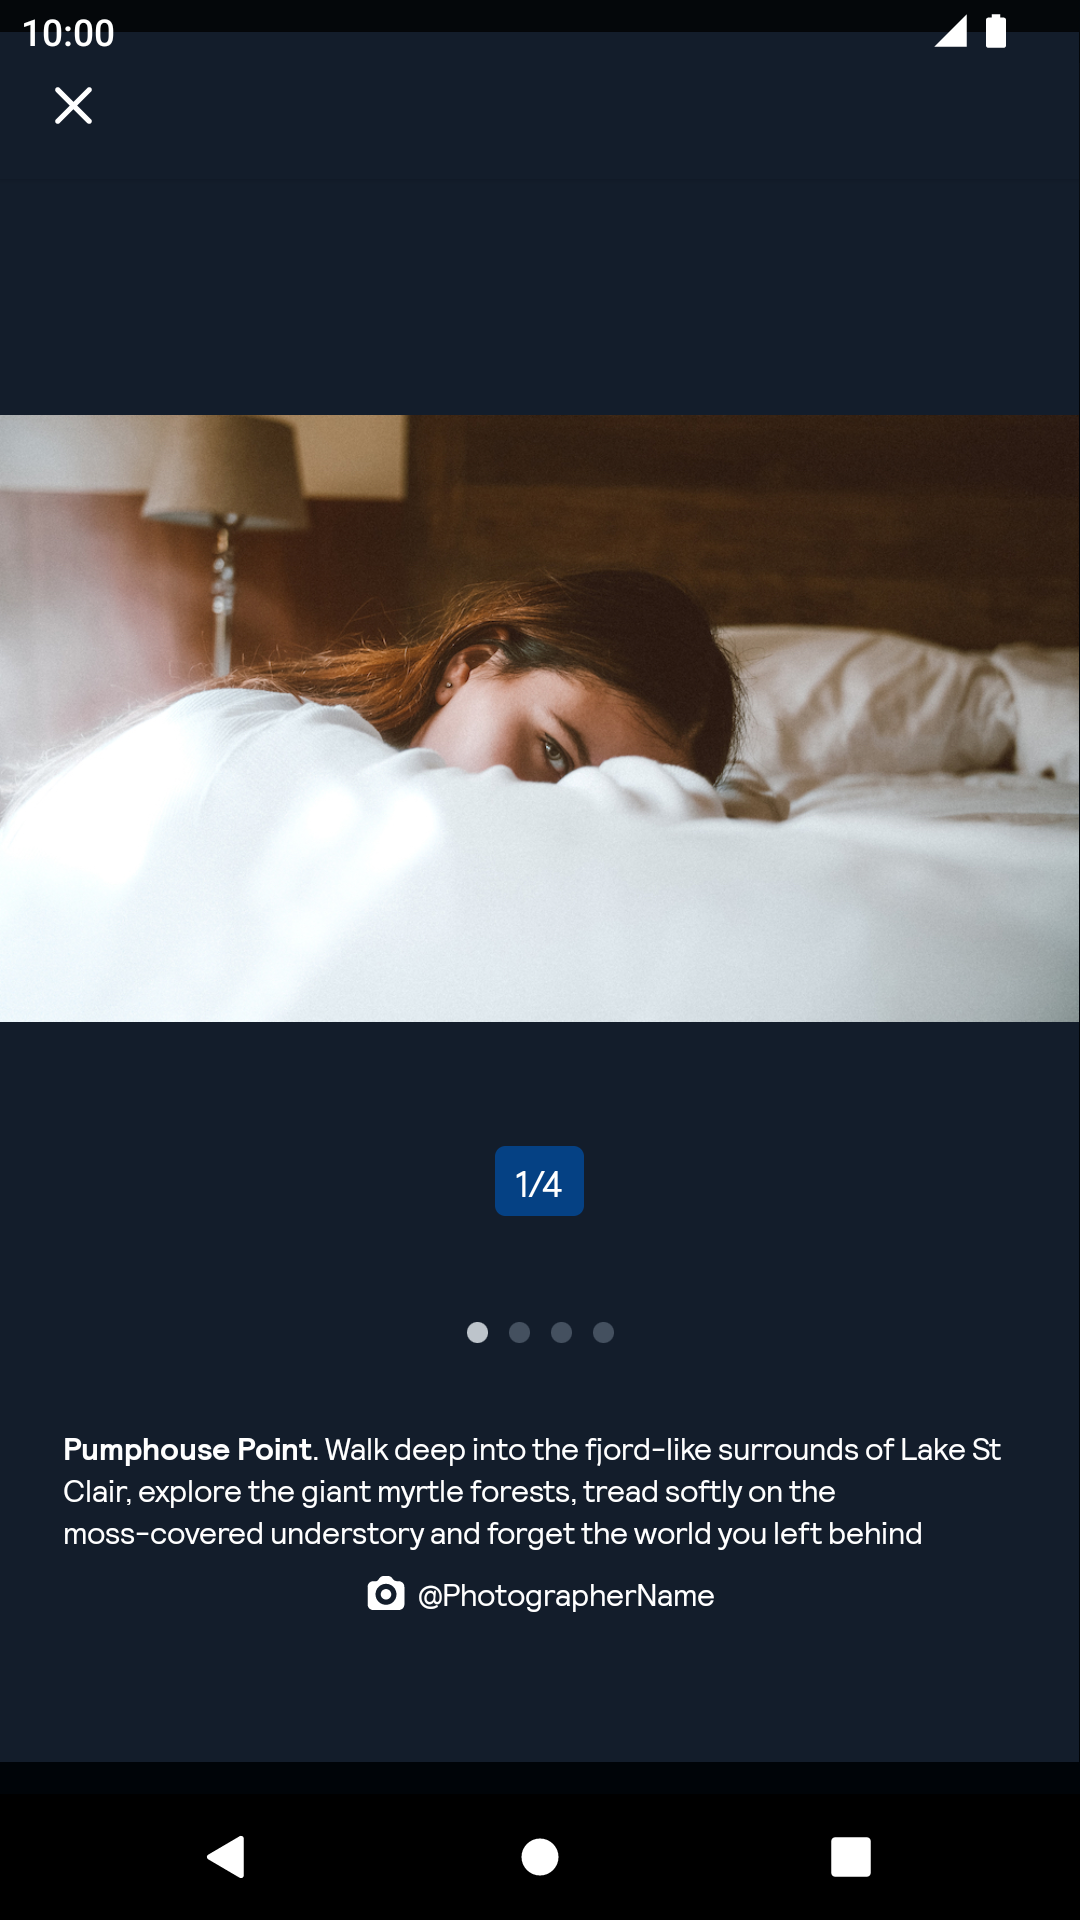 10:00
1/4
Pumphouse Point. Walk deep into the fjord-like surrounds of Lake St
Clair, explore the giant myrtle forests, tread softly on the
moss-covered understory and forget the world you left behind
@PhotographerName